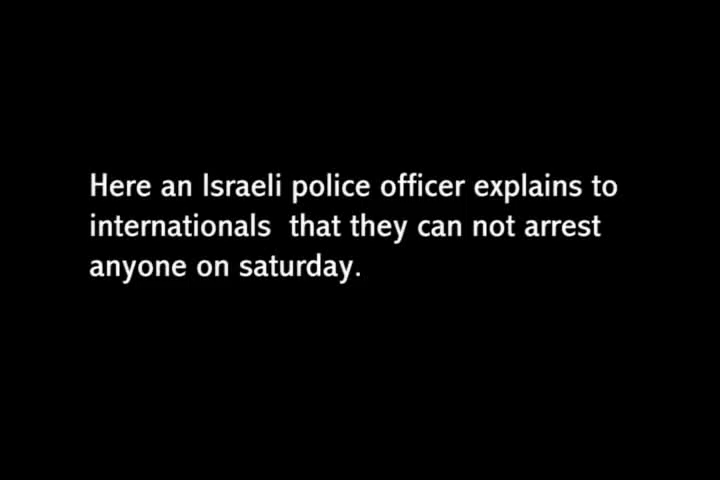 Here an Israeli police officer explains to
internationals  that they can not arrest
anyone on saturday.